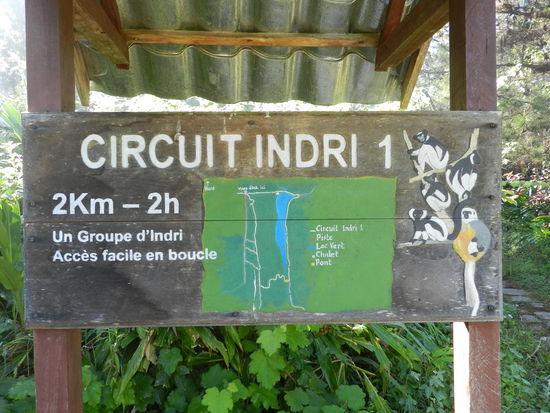 CIRCUIT INDRI 1
2Km – 2h
Un Groupe d'Indri
Accès facile en boucle
Circuit Indri 1
Piste
Lac Vert
Chalet
Pont